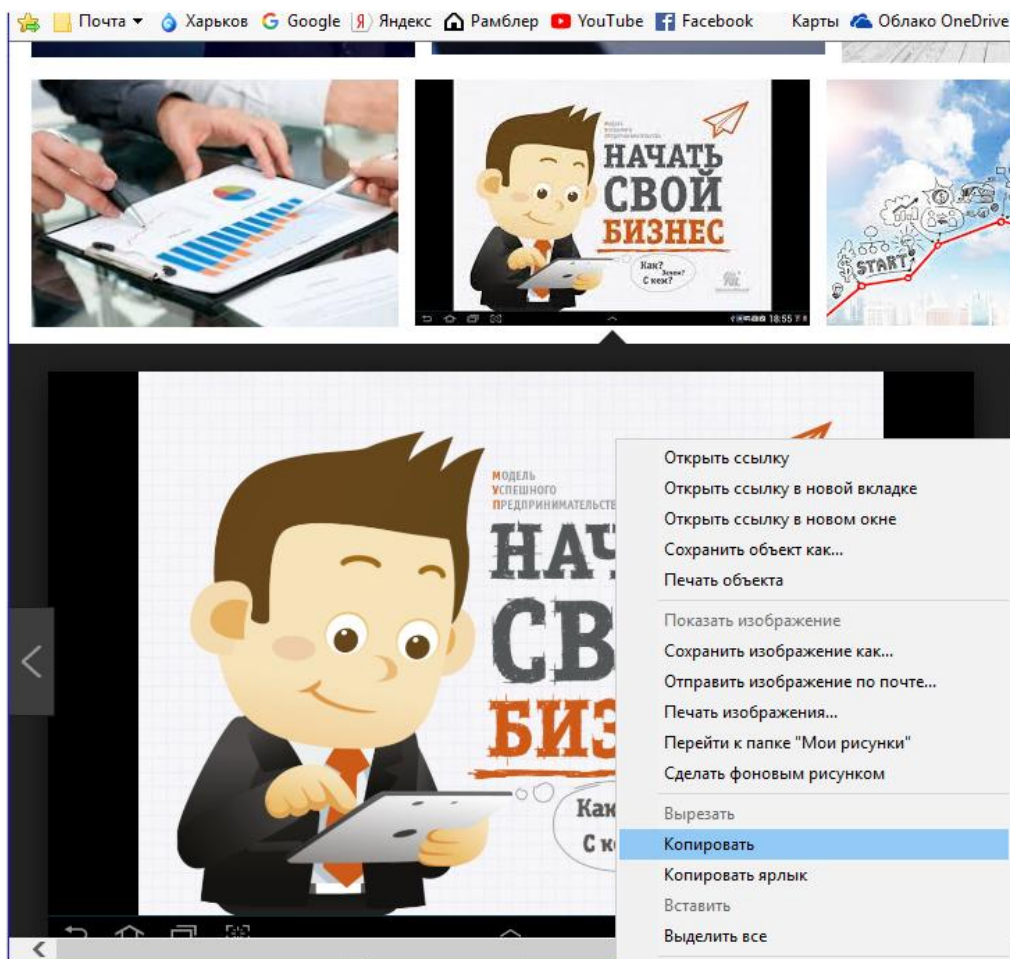 Почта Харьков Google Яндекс Рамблер YouTube Facebook Карты Облако OneDrive
НАЧАТЬ
СВОЙ
БИЗНЕС
Как?
Зачем?
С кем?
18:55
START
МОДЕЛЬ
УСПЕШНОГО
ПРЕДПРИНИМАТЕЛЬСТВ
НАЧ
СВ
БИЗ
Как
С к
Открыть ссылку
Открыть ссылку в новой вкладке
Открыть ссылку в новом окне
Сохранить объект как...
Печать объекта
Показать изображение
Сохранить изображение как...
Отправить изображение по почте...
Печать изображения...
Перейти к папке "Мои рисунки"
Сделать фоновым рисунком
Вырезать
Копировать
Копировать ярлык
Вставить
Выделить все